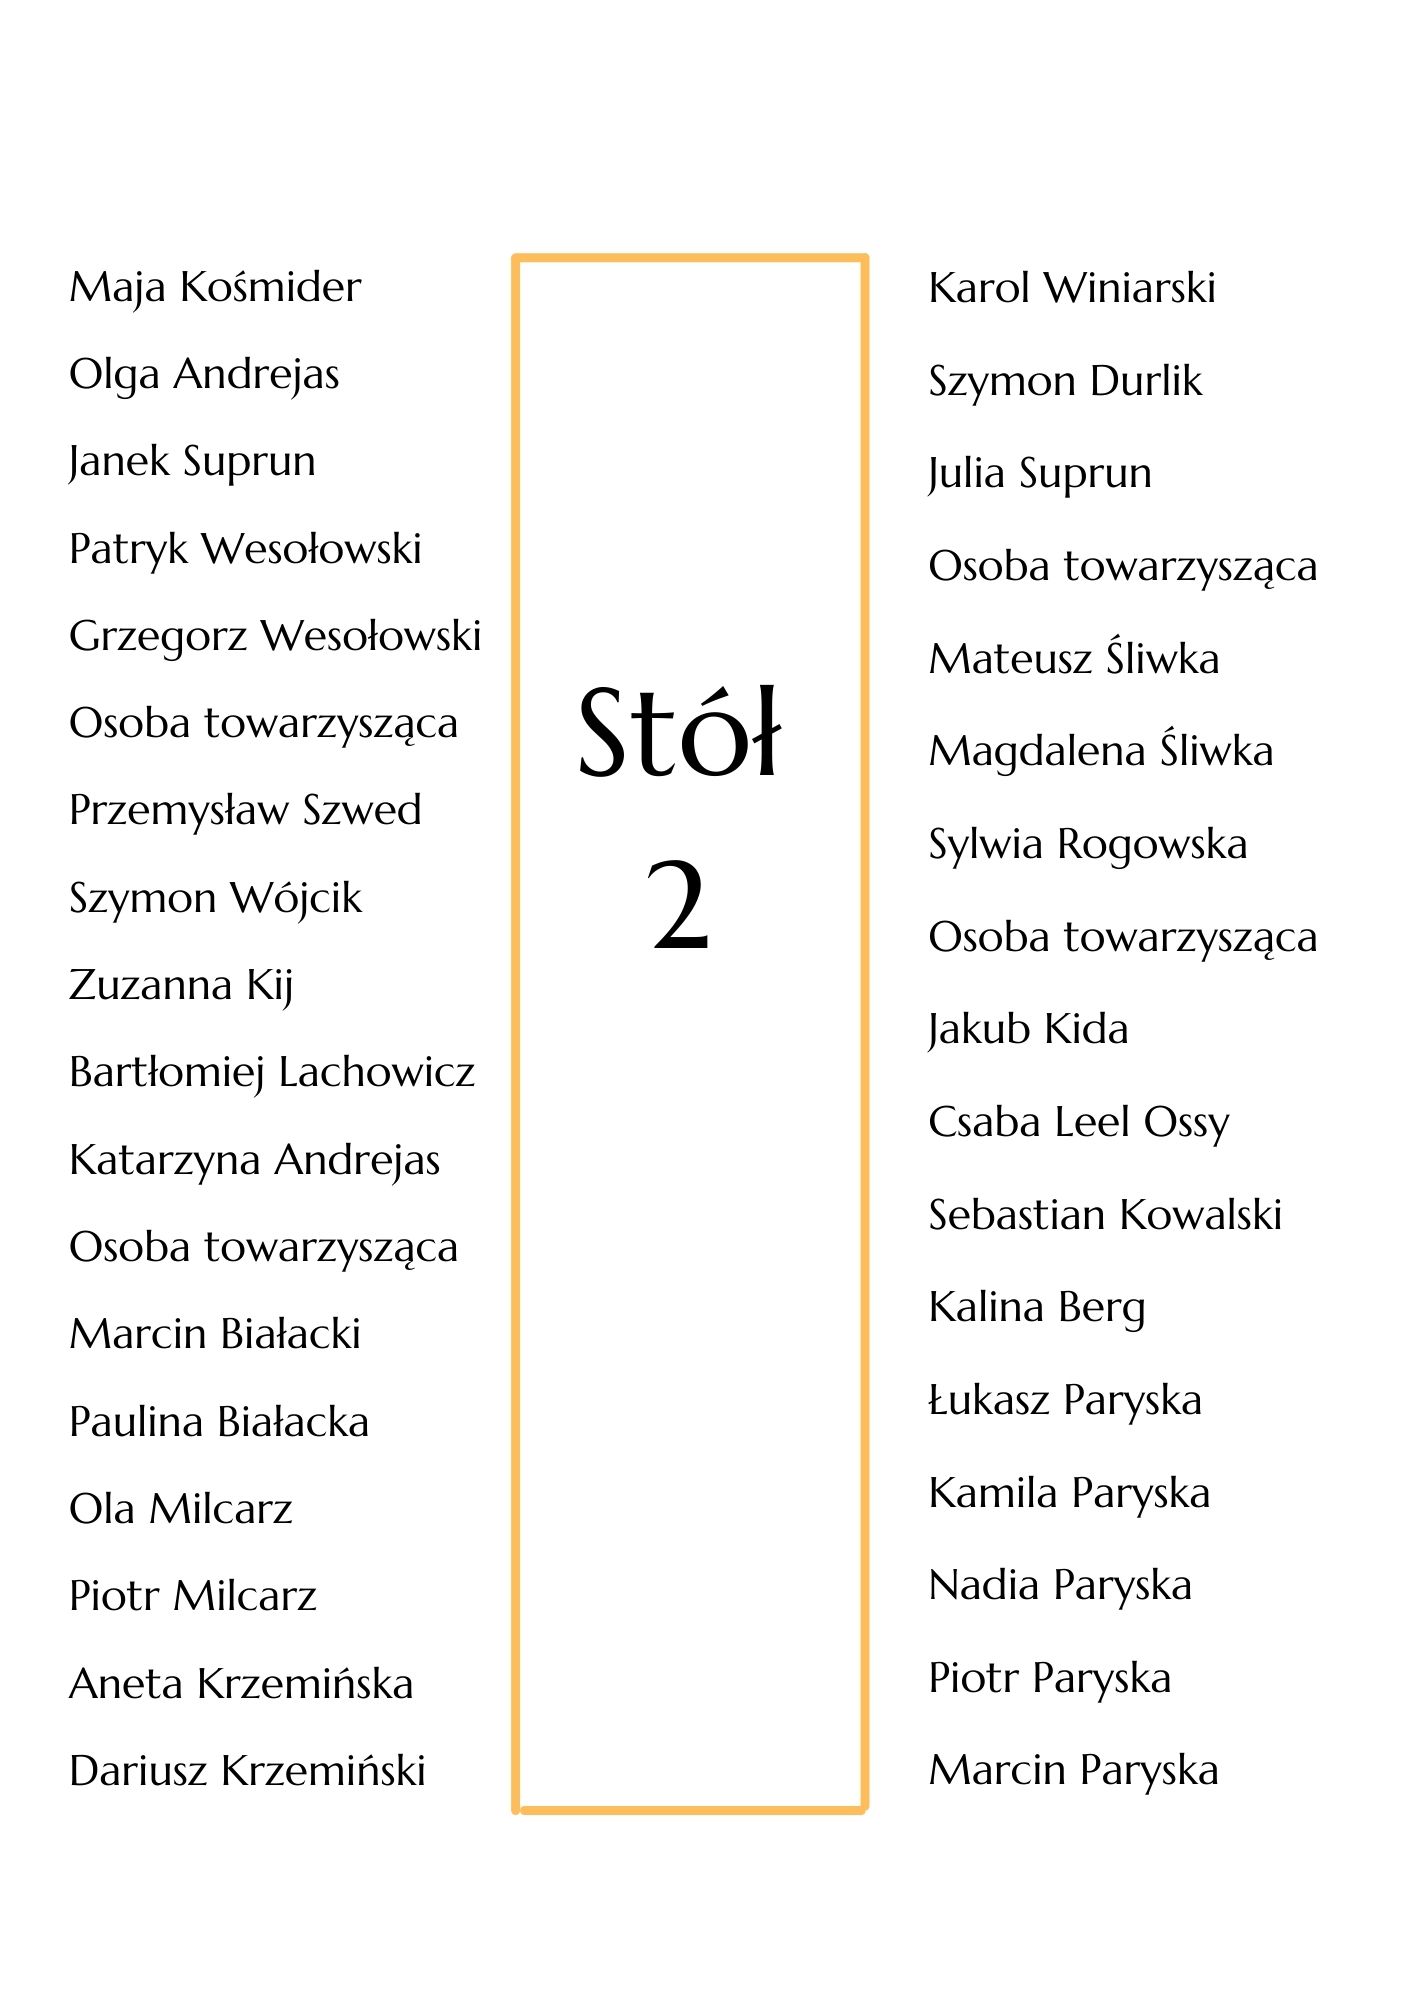 Maja Kośmider
Olga Andrejas
Janek Suprun
Patryk Wesołowski
Grzegorz Wesołowski
Osoba towarzysząca
Przemysław Szwed
Szymon Wójcik
Zuzanna Kij
Bartłomiej Lachowicz
Katarzyna Andrejas
Osoba towarzysząca
Marcin Białacki
Paulina Białacka
Ola Milcarz
Piotr Milcarz
Aneta Krzemińska
Dariusz Krzemiński
Stół
2
Karol Winiarski
Szymon Durlik
Julia Suprun
Osoba towarzysząca
Mateusz Śliwka
Magdalena Śliwka
Sylwia Rogowska
Osoba towarzysząca
Jakub Kida
Csaba Leel Ossy
Sebastian Kowalski
Kalina Berg
Łukasz Paryska
Kamila Paryska
Nadia Paryska
Piotr Paryska
Marcin Paryska